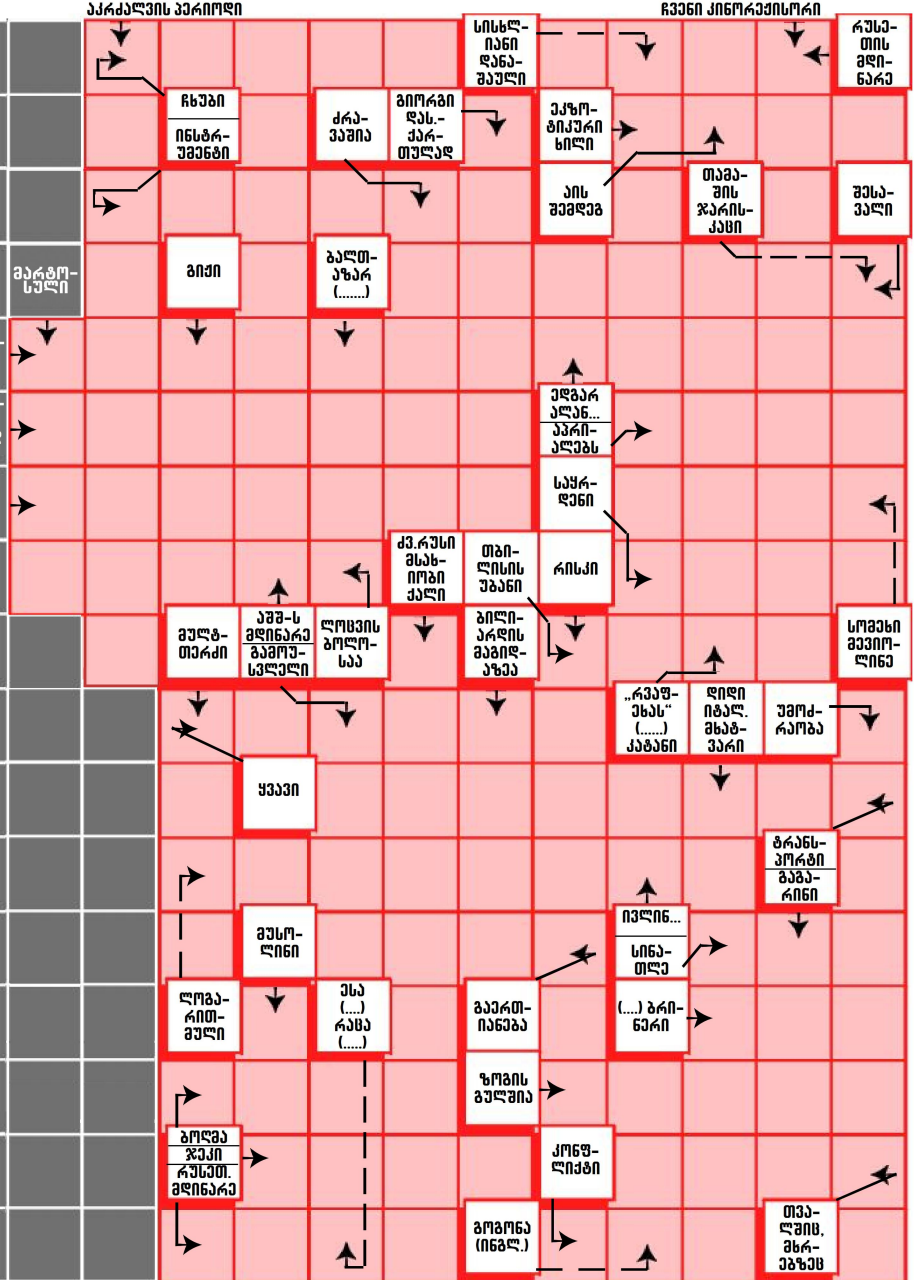 აკრძალვის პერიოდი
ჩვენი კინორეჟისორი
სისხლ-
იანი
დანა-
შაული
რუსე-
თის
მდი-
ნარე
ჩხუბი
ინსტრ-
უმენტი
ძრა-
ვაშია
გიორგი
დას.-
ქარ-
თულად
ეკზო-
ტიკური
ხილი
აის
შემდეგ
თამა-
შის
ჯარის-
კაცი
შესა-
ვალი
მარტო-
სული
გიჟი
ბალთ-
აზარ
(.......)
ედგარ
ალან...
აპრი-
ალებს
საყრ-
დენი
ძვ.რუსი
მსახ-
იობი
ქალი
თბი-
ლისის
უბანი
რისკი
მულტ-
თერძი
აშშ-ს
მდინარე
გამოუ-
სვლელი
ლოცვის
ბოლო-
საა
ბილი-
არდის
მაგიდ-
აზეა
სომეხი
მევიო-
ლინე
„რვაფ-
ეხას“
(......)
კატანი
დიდი
იტალ.
მხატ-
ვარი
უმოძ-
რაობა
ყვავი
ტრანს-
პორტი
გაგა-
რინი
მუსო-
ლინი
ივლინ...
სინა-
თლე
ლოგა-
რით-
მული
ესა
(....)
რაცა
(.....)
გაერთ-
იანება
(....) ბრი-
ნერი
ზოგის
გულშია
ბოღმა
ჯეკი
რუსეთ.
მდინარე
კონფ-
ლიქტი
გოგონა
(ინგლ.)
თვა-
ლშიც,
მხრ-
ებზეც